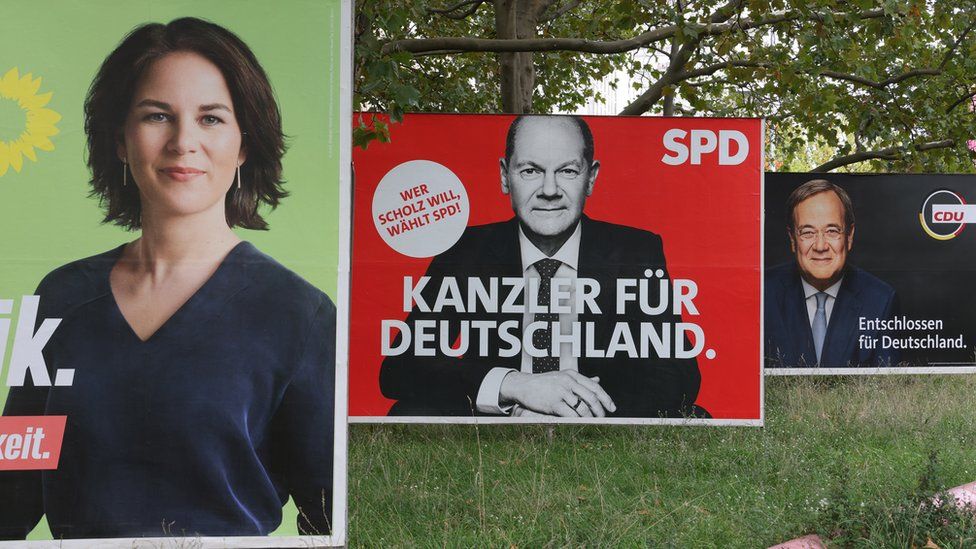 ik.
keit.
WER
SCHOLZ WILL,
WÄHLT SPD!
SPD
KANZLER FÜR
DEUTSCHLAND.
CDU
Entschlossen
für Deutschland.